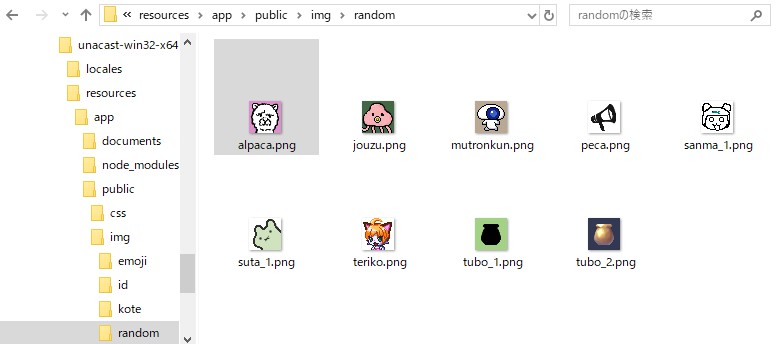 « resources › app › public › img › random
randomの検索
unacast-win32-x64
locales
resources
app
documents
node_modules
public
css
img
emoji
id
kote
random
alpaca.png
jouzu.png
mutronkun.png
peca.png
sanma_1.png
suta_1.png
teriko.png
tubo_1.png
tubo_2.png